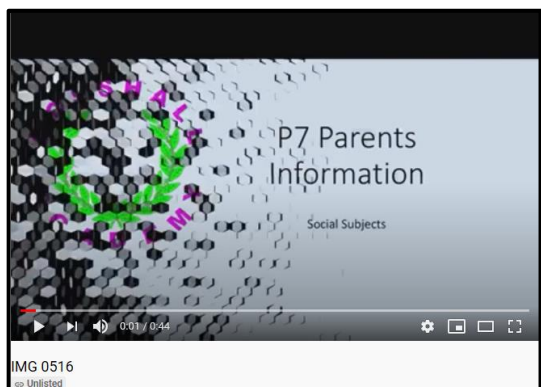 P7 Parents
Information
Social Subjects
0:01 / 0:44
IMG 0516
Unlisted